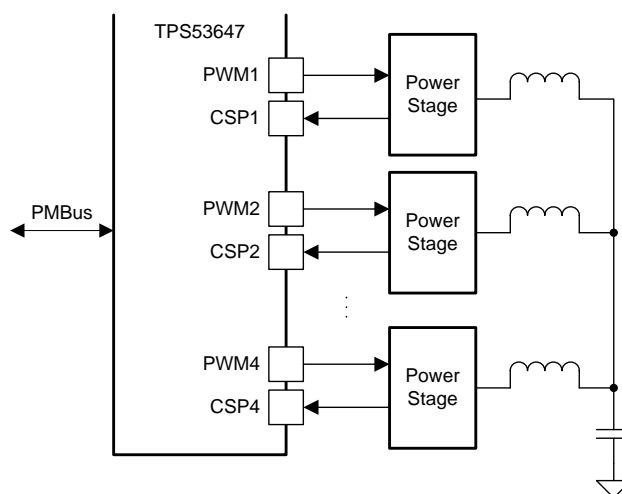 TPS53647
PWM1
CSP1
Power
Stage
PMBus
PWM2
CSP2
Power
Stage
PWM4
CSP4
Power
Stage